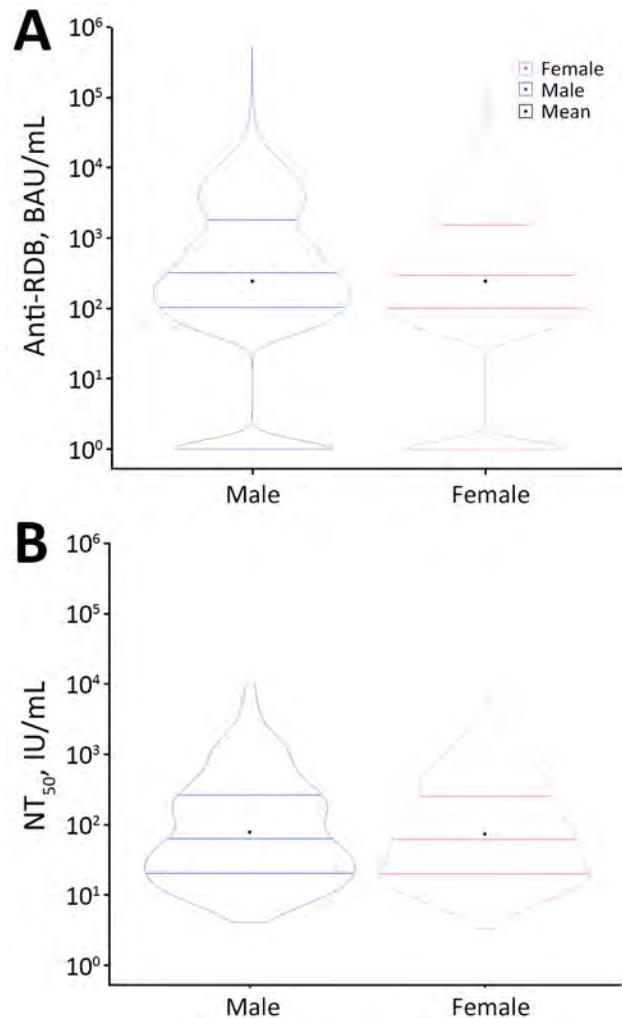 A
Anti-RDB, BAU/mL
10⁶
10⁵
10⁴
10³
10²
10¹
10⁰
Female
Male
Mean
Male Female
B
NT₅₀, IU/mL
10⁶
10⁵
10⁴
10³
10²
10¹
10⁰
Male Female